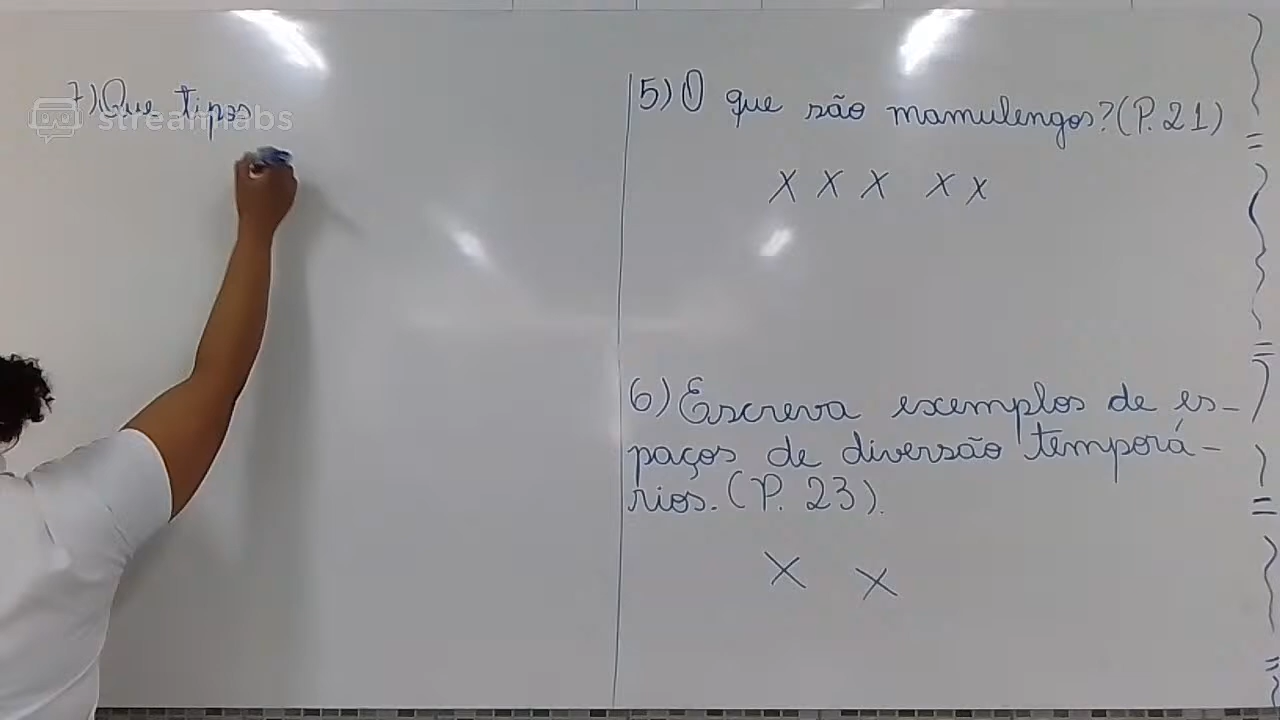 7) Que tipos
streamlabs
5) O que são mamulengos? (P. 21)
X X X X X
6) Escreva exemplos de es-
paços de diversão temporá-
rios. (P. 23).
X X